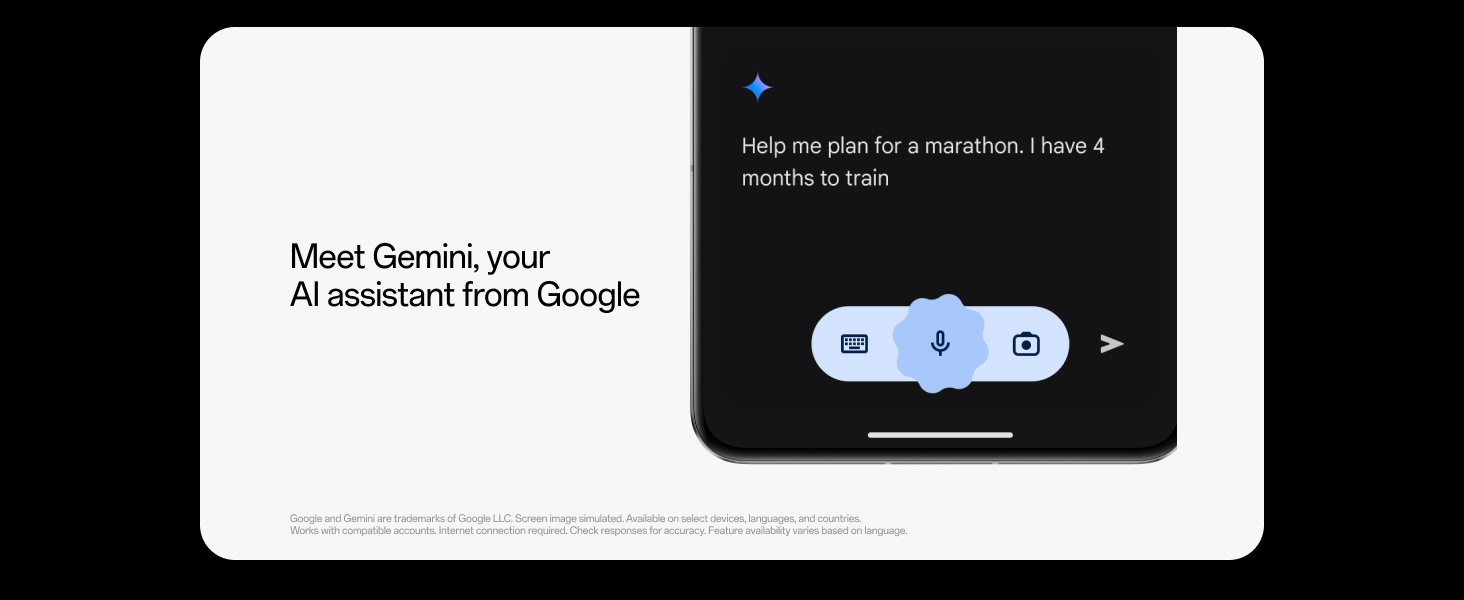 Meet Gemini, your
AI assistant from Google
Help me plan for a marathon. I have 4
months to train
Google and Gemini are trademarks of Google LLC. Screen image simulated. Available on select devices, languages, and countries.
Works with compatible accounts. Internet connection required. Check responses for accuracy. Feature availability varies based on language.